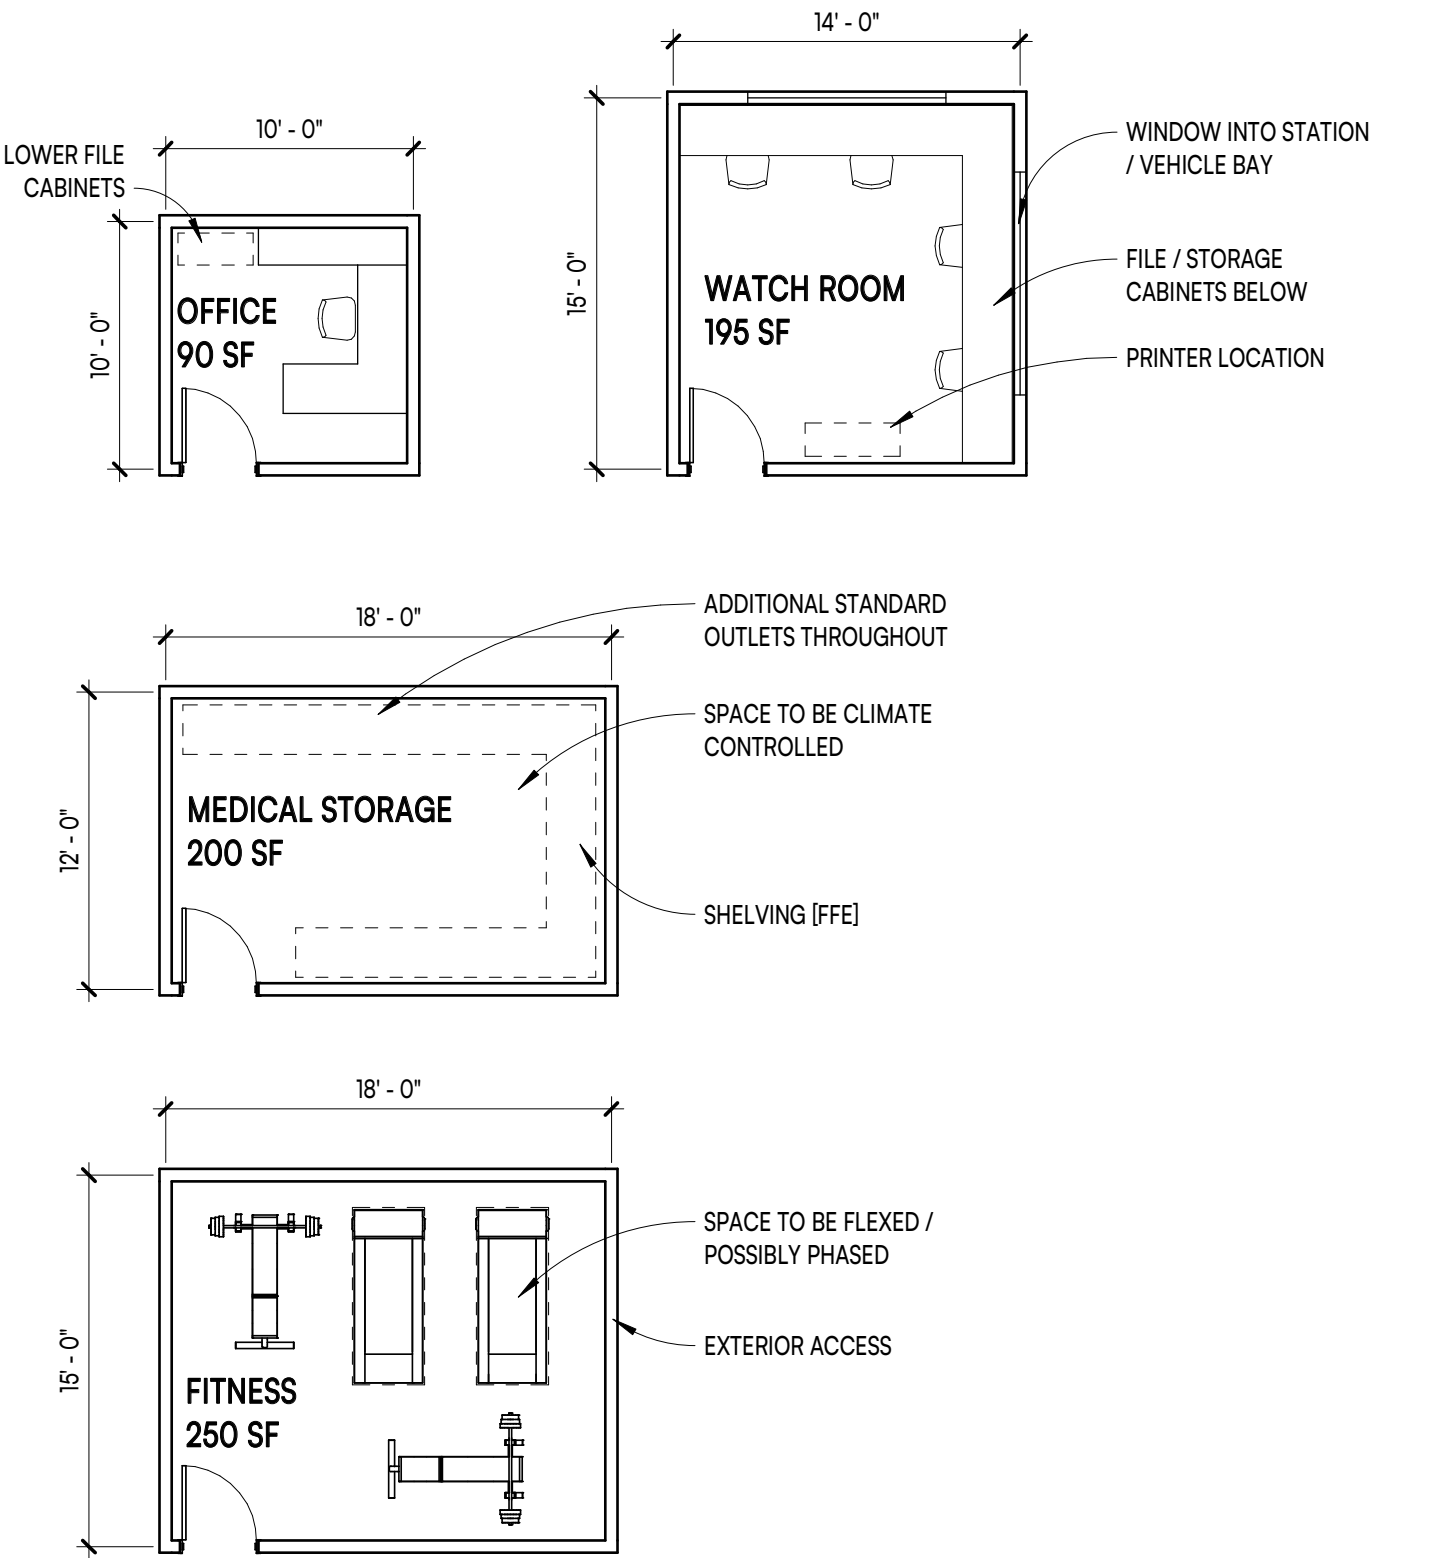 10' - 0"
LOWER FILE
CABINETS
10' - 0"
OFFICE
90 SF
14' - 0"
15' - 0"
WATCH ROOM
195 SF
WINDOW INTO STATION
/ VEHICLE BAY
FILE / STORAGE
CABINETS BELOW
PRINTER LOCATION
18' - 0"
12' - 0"
MEDICAL STORAGE
200 SF
ADDITIONAL STANDARD
OUTLETS THROUGHOUT
SPACE TO BE CLIMATE
CONTROLLED
SHELVING [FFE]
18' - 0"
15' - 0"
FITNESS
250 SF
SPACE TO BE FLEXED /
POSSIBLY PHASED
EXTERIOR ACCESS